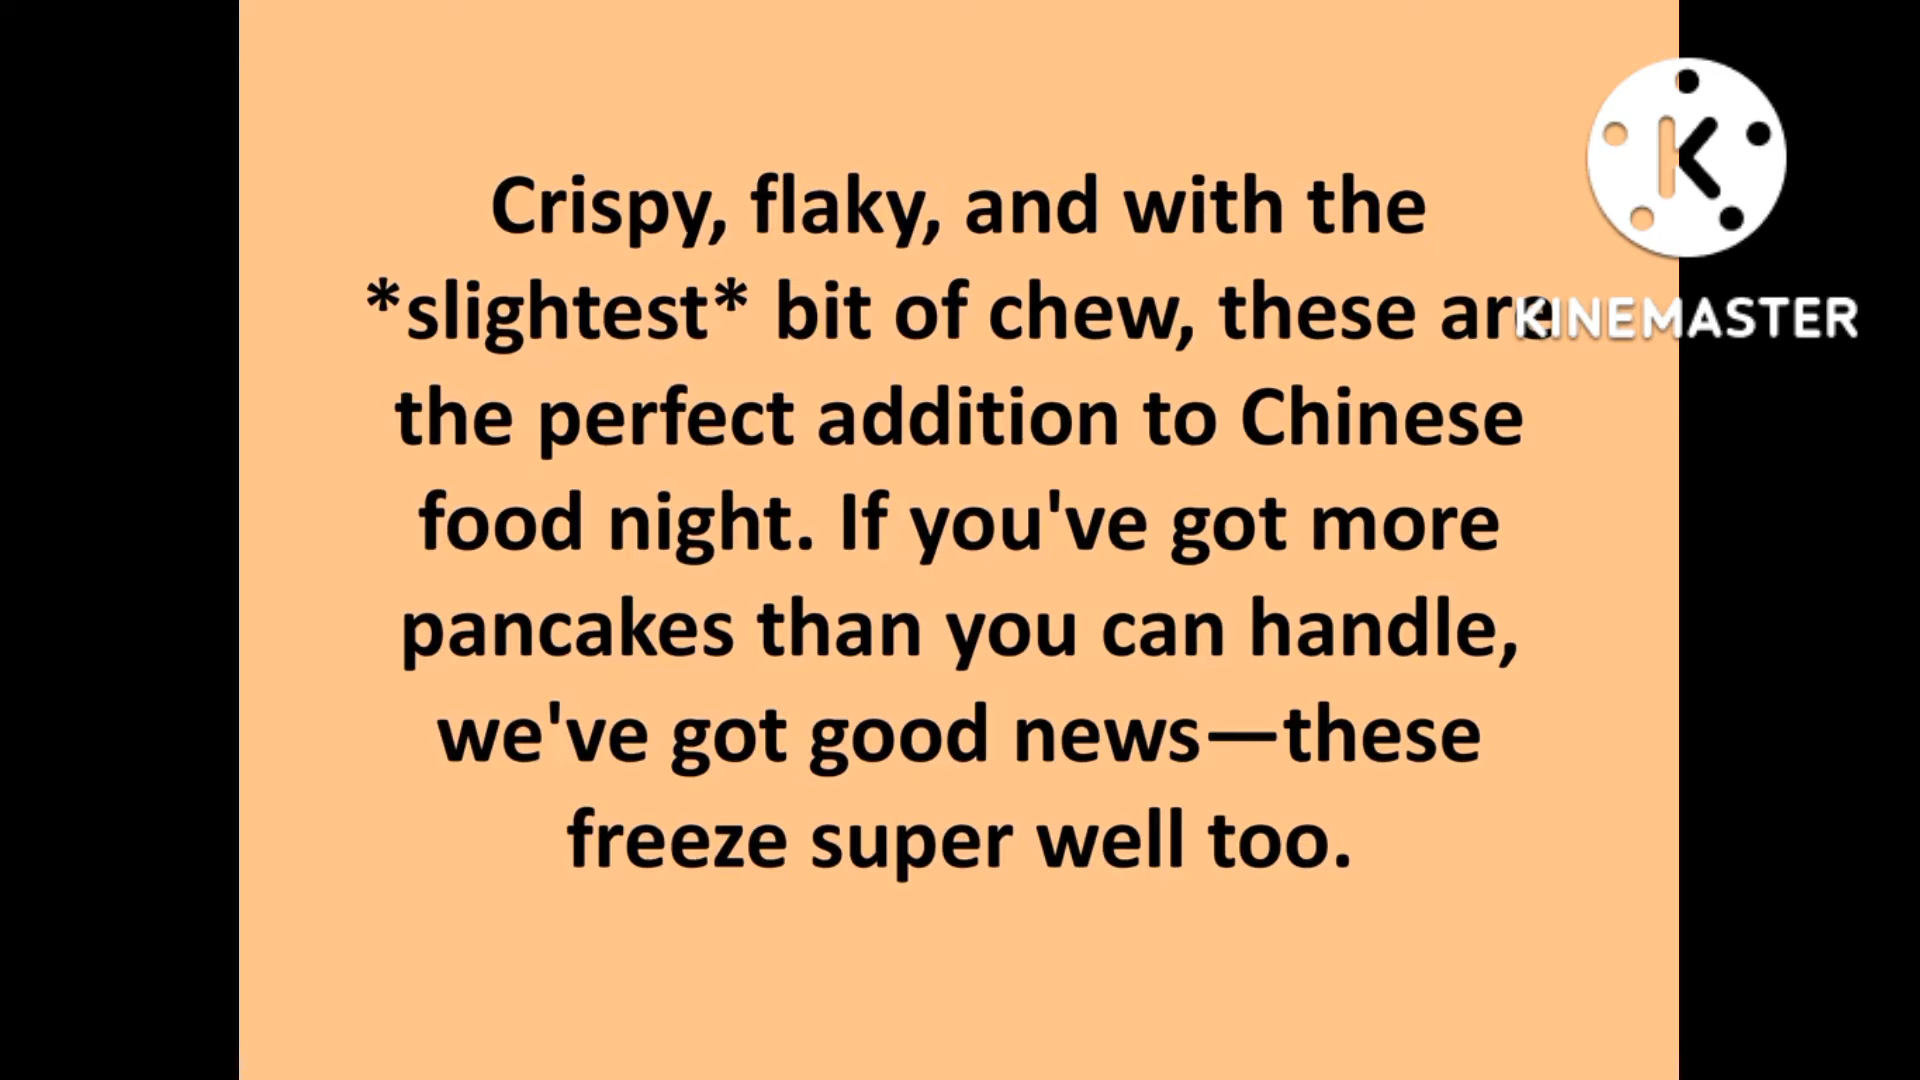 Crispy, flaky, and with the
*slightest* bit of chew, these are
the perfect addition to Chinese
food night. If you've got more
pancakes than you can handle,
we've got good news—these
freeze super well too.
K
KINEMASTER